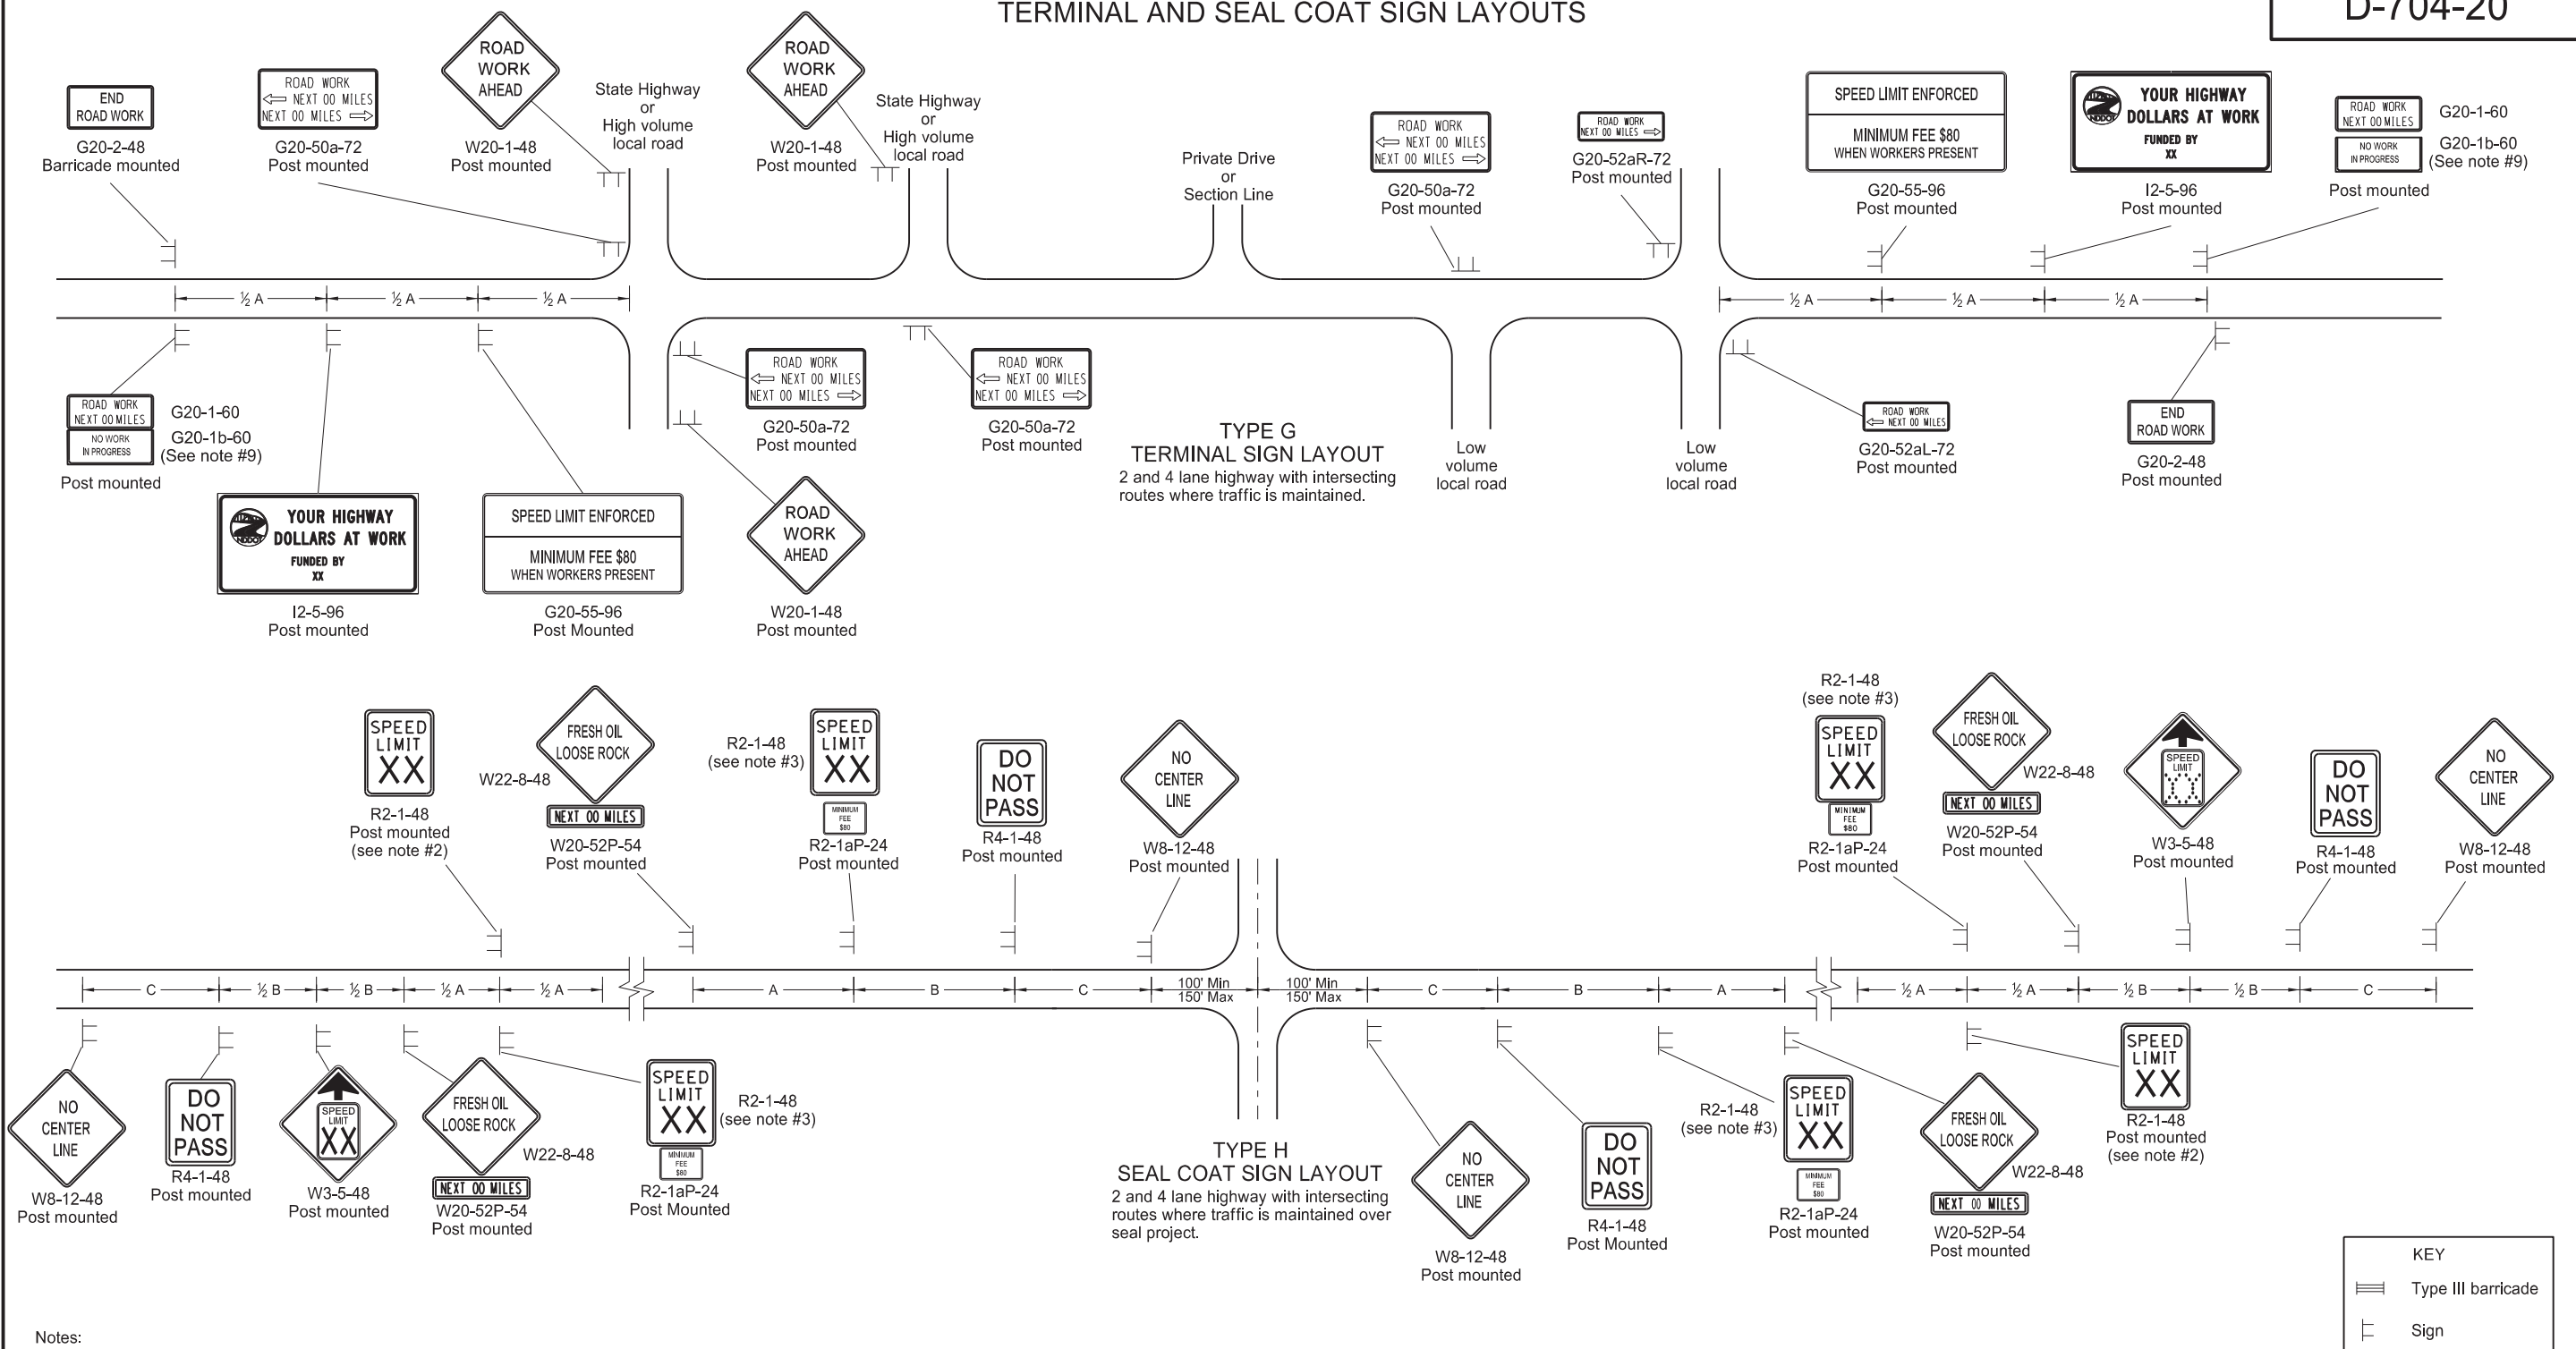 TERMINAL AND SEAL COAT SIGN LAYOUTS
D-704-20
END
ROAD WORK
G20-2-48
Barricade mounted
ROAD WORK
NEXT 00 MILES
NEXT 00 MILES
G20-50a-72
Post mounted
ROAD
WORK
AHEAD
W20-1-48
Post mounted
State Highway
or
High volume
local road
ROAD
WORK
AHEAD
W20-1-48
Post mounted
State Highway
or
High volume
local road
Private Drive
or
Section Line
ROAD WORK
NEXT 00 MILES
NEXT 00 MILES
G20-50a-72
Post mounted
ROAD WORK
NEXT 00 MILES
G20-52aR-72
Post mounted
SPEED LIMIT ENFORCED
MINIMUM FEE $80
WHEN WORKERS PRESENT
G20-55-96
Post mounted
NDDOT
YOUR HIGHWAY
DOLLARS AT WORK
FUNDED BY
XX
I2-5-96
Post mounted
ROAD WORK
NEXT 00 MILES
G20-1-60
NO WORK
IN PROGRESS
G20-1b-60
(See note #9)
Post mounted
½ A
½ A
½ A
½ A
½ A
½ A
ROAD WORK
NEXT 00 MILES
G20-1-60
NO WORK
IN PROGRESS
G20-1b-60
(See note #9)
Post mounted
NDDOT
YOUR HIGHWAY
DOLLARS AT WORK
FUNDED BY
XX
I2-5-96
Post mounted
SPEED LIMIT ENFORCED
MINIMUM FEE $80
WHEN WORKERS PRESENT
G20-55-96
Post Mounted
ROAD WORK
NEXT 00 MILES
NEXT 00 MILES
G20-50a-72
Post mounted
ROAD
WORK
AHEAD
W20-1-48
Post mounted
ROAD WORK
NEXT 00 MILES
NEXT 00 MILES
G20-50a-72
Post mounted
TYPE G
TERMINAL SIGN LAYOUT
2 and 4 lane highway with intersecting
routes where traffic is maintained.
Low
volume
local road
Low
volume
local road
ROAD WORK
NEXT 00 MILES
G20-52aL-72
Post mounted
END
ROAD WORK
G20-2-48
Post mounted
SPEED
LIMIT
XX
R2-1-48
Post mounted
(see note #2)
FRESH OIL
LOOSE ROCK
W22-8-48
NEXT 00 MILES
W20-52P-54
Post mounted
R2-1-48
(see note #3)
SPEED
LIMIT
XX
MINIMUM
FEE
$80
R2-1aP-24
Post mounted
DO
NOT
PASS
R4-1-48
Post mounted
NO
CENTER
LINE
W8-12-48
Post mounted
R2-1-48
(see note #3)
SPEED
LIMIT
XX
MINIMUM
FEE
$80
R2-1aP-24
Post mounted
FRESH OIL
LOOSE ROCK
W22-8-48
NEXT 00 MILES
W20-52P-54
Post mounted
SPEED
LIMIT
XX
W3-5-48
Post mounted
DO
NOT
PASS
R4-1-48
Post mounted
NO
CENTER
LINE
W8-12-48
Post mounted
C
½ B
½ B
½ A
½ A
A
B
C
100' Min
150' Max
100' Min
150' Max
C
B
A
½ A
½ A
½ B
½ B
C
NO
CENTER
LINE
W8-12-48
Post mounted
DO
NOT
PASS
R4-1-48
Post mounted
SPEED
LIMIT
XX
W3-5-48
Post mounted
FRESH OIL
LOOSE ROCK
W22-8-48
NEXT 00 MILES
W20-52P-54
Post mounted
SPEED
LIMIT
XX
R2-1-48
(see note #3)
MINIMUM
FEE
$80
R2-1aP-24
Post Mounted
TYPE H
SEAL COAT SIGN LAYOUT
2 and 4 lane highway with intersecting
routes where traffic is maintained over
seal project.
NO
CENTER
LINE
W8-12-48
Post mounted
DO
NOT
PASS
R4-1-48
Post Mounted
R2-1-48
(see note #3)
SPEED
LIMIT
XX
MINIMUM
FEE
$80
R2-1aP-24
Post mounted
FRESH OIL
LOOSE ROCK
W22-8-48
NEXT 00 MILES
W20-52P-54
Post mounted
SPEED
LIMIT
XX
R2-1-48
Post mounted
(see note #2)
KEY
Type III barricade
Sign
Notes: